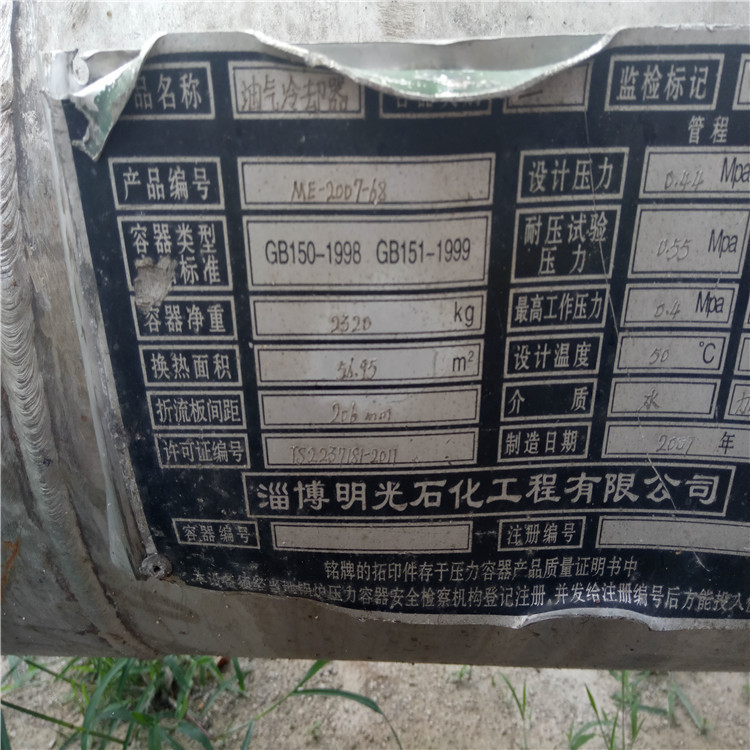 品名称 油气冷却器 监检标记
管程
产品编号 ME-2007-68 设计压力 0.44 Mpa
容器类型 GB150-1998 GB151-1999 耐压试验压力 0.55 Mpa
标准
容器净重 2320 kg 最高工作压力 0.4 Mpa
换热面积 56.95 m² 设计温度 50 ℃
折流板间距 206 mm 介质 水
许可证编号 制造日期 年
淄博明光石化工程有限公司
容器编号 注册编号
铭牌的拓印件存于压力容器产品质量证明书中
压力容器安全检察机构登记注册,并发给注册编号后方能投入